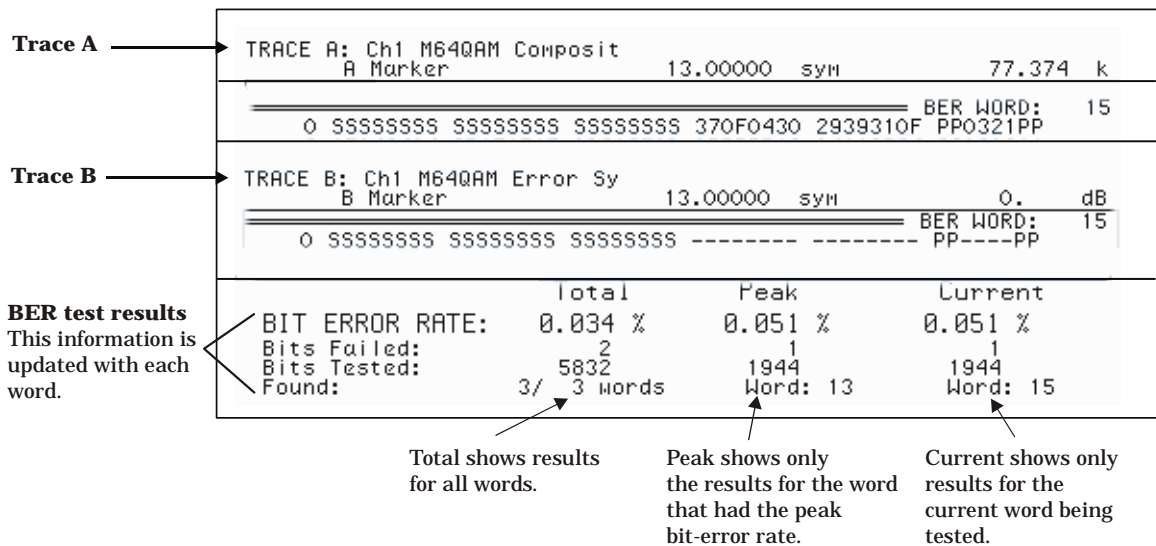 Trace A
TRACE A: Ch1 M64QAM Composit
A Marker 13.00000 sym 77.374 k
BER WORD: 15
0 SSSSSSSS SSSSSSSS SSSSSSSS 370F0430 2939310F PP0321PP
Trace B
TRACE B: Ch1 M64QAM Error Sy
B Marker 13.00000 sym 0. dB
BER WORD: 15
0 SSSSSSSS SSSSSSSS SSSSSSSS -------- -------- PP----PP
BER test results
This information is
updated with each
word.
Total Peak Current
BIT ERROR RATE: 0.034 % 0.051 % 0.051 %
Bits Failed: 2 1 1
Bits Tested: 5832 1944 1944
Found: 3/ 3 words Word: 13 Word: 15
Total shows results
for all words.
Peak shows only
the results for the word
that had the peak
bit-error rate.
Current shows only
results for the
current word being
tested.